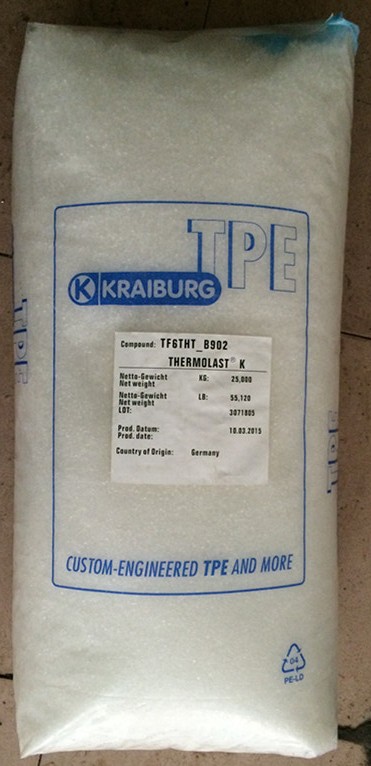 TPE
K KRAIBURG
Compound: TF6THT_B902
THERMOLAST® K
Netto-Gewicht KG: 25,000
Net weight
Netto-Gewicht LB: 55,120
Net weight
LOT: 3071805
Prod. Datum: 10.03.2015
Prod. date:
Country of Origin: Germany
CUSTOM-ENGINEERED TPE AND MORE
04
PE-LD
TPE
TPE